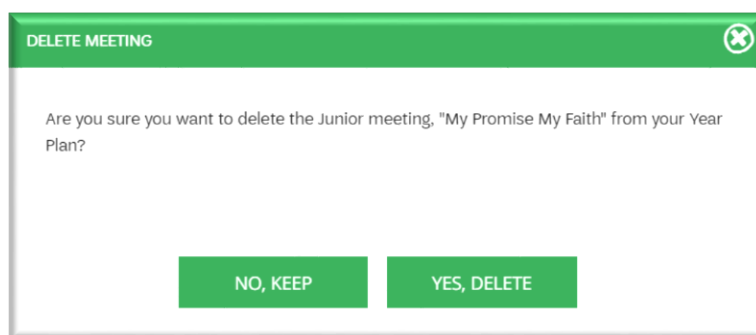 DELETE MEETING
Are you sure you want to delete the Junior meeting, "My Promise My Faith" from your Year
Plan?
NO, KEEP
YES, DELETE